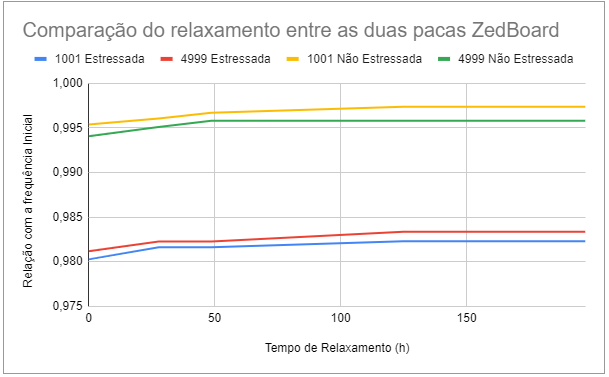 Comparação do relaxamento entre as duas pacas ZedBoard
1001 Estressada 4999 Estressada 1001 Não Estressada 4999 Não Estressada
Relação com a frequência Inicial
1,000
0,995
0,990
0,985
0,980
0,975
0 50 100 150
Tempo de Relaxamento (h)